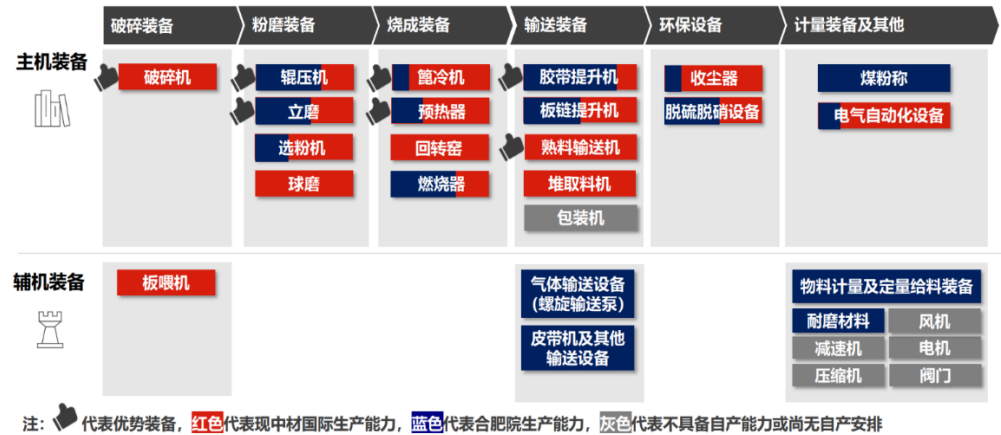 破碎装备
粉磨装备
烧成装备
输送装备
环保设备
计量装备及其他
主机装备
破碎机
辊压机
立磨
选粉机
球磨
篦冷机
预热器
回转窑
燃烧器
胶带提升机
板链提升机
熟料输送机
堆取料机
包装机
收尘器
脱硫脱硝设备
煤粉称
电气自动化设备
辅机装备
板喂机
气体输送设备
（螺旋输送泵）
皮带机及其他
输送设备
物料计量及定量给料装备
耐磨材料
风机
减速机
电机
压缩机
阀门
注：代表优势装备，红色代表现中材国际生产能力，蓝色代表合肥院生产能力，灰色代表不具备自产能力或尚无自产安排